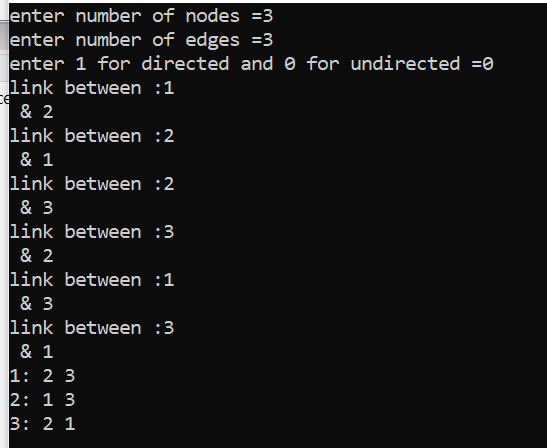 enter number of nodes =3
enter number of edges =3
enter 1 for directed and 0 for undirected =0
link between :1
 & 2
link between :2
 & 1
link between :2
 & 3
link between :3
 & 2
link between :1
 & 3
link between :3
 & 1
1: 2 3
2: 1 3
3: 2 1